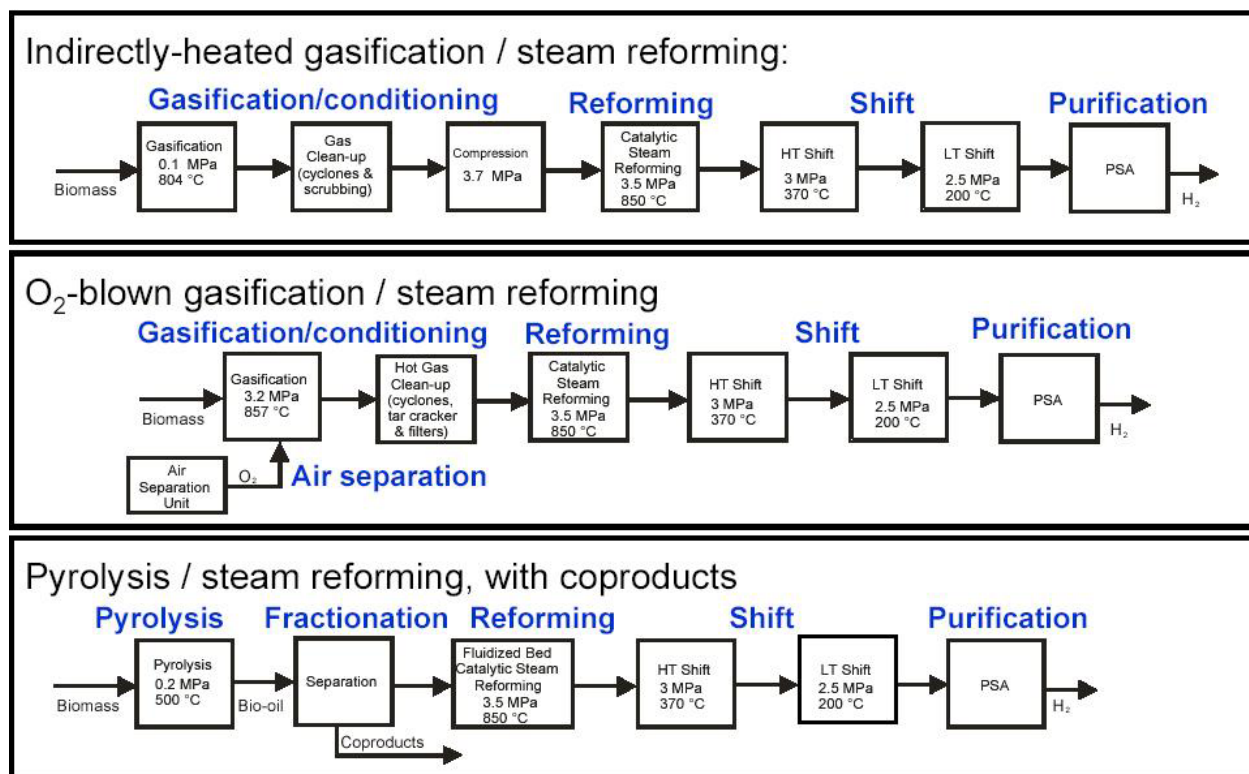 Indirectly-heated gasification / steam reforming:
Gasification/conditioning
Reforming
Shift
Purification
Biomass
Gasification
0.1 MPa
804 °C
Gas
Clean-up
(cyclones &
scrubbing)
Compression
3.7 MPa
Catalytic
Steam
Reforming
3.5 MPa
850 °C
HT Shift
3 MPa
370 °C
LT Shift
2.5 MPa
200 °C
PSA
H₂
O₂-blown gasification / steam reforming
Gasification/conditioning
Reforming
Shift
Purification
Biomass
Gasification
3.2 MPa
857 °C
Hot Gas
Clean-up
(cyclones,
tar cracker
& filters)
Catalytic
Steam
Reforming
3.5 MPa
850 °C
HT Shift
3 MPa
370 °C
LT Shift
2.5 MPa
200 °C
PSA
H₂
Air
Separation
Unit
O₂
Air separation
Pyrolysis / steam reforming, with coproducts
Pyrolysis
Fractionation
Reforming
Shift
Purification
Biomass
Pyrolysis
0.2 MPa
500 °C
Bio-oil
Separation
Coproducts
Fluidized Bed
Catalytic Steam
Reforming
3.5 MPa
850 °C
HT Shift
3 MPa
370 °C
LT Shift
2.5 MPa
200 °C
PSA
H₂